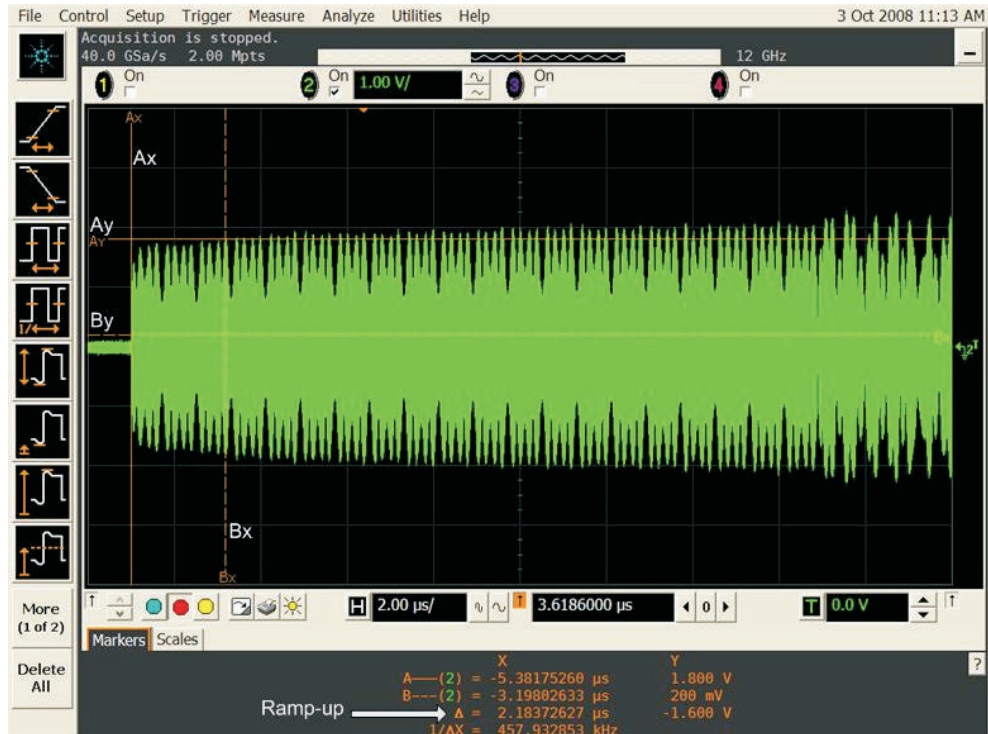 File Control Setup Trigger Measure Analyze Utilities Help 3 Oct 2008 11:13 AM
Acquisition is stopped.
40.0 GSa/s 2.00 Mpts 12 GHz
1 On 2 On 1.00 V/ 3 On 4 On
Ax
Ax
Ay
AY
By
2
T
Bx
Bx
1/
More
(1 of 2)
Delete
All
H 2.00 µs/ T 3.6186000 µs 0 T 0.0 V
Markers Scales
?
X Y
A—(2) = -5.38175260 µs 1.800 V
B---(2) = -3.19802633 µs 200 mV
Ramp-up Δ = 2.18372627 µs -1.600 V
1/ΔX = 457.932853 kHz